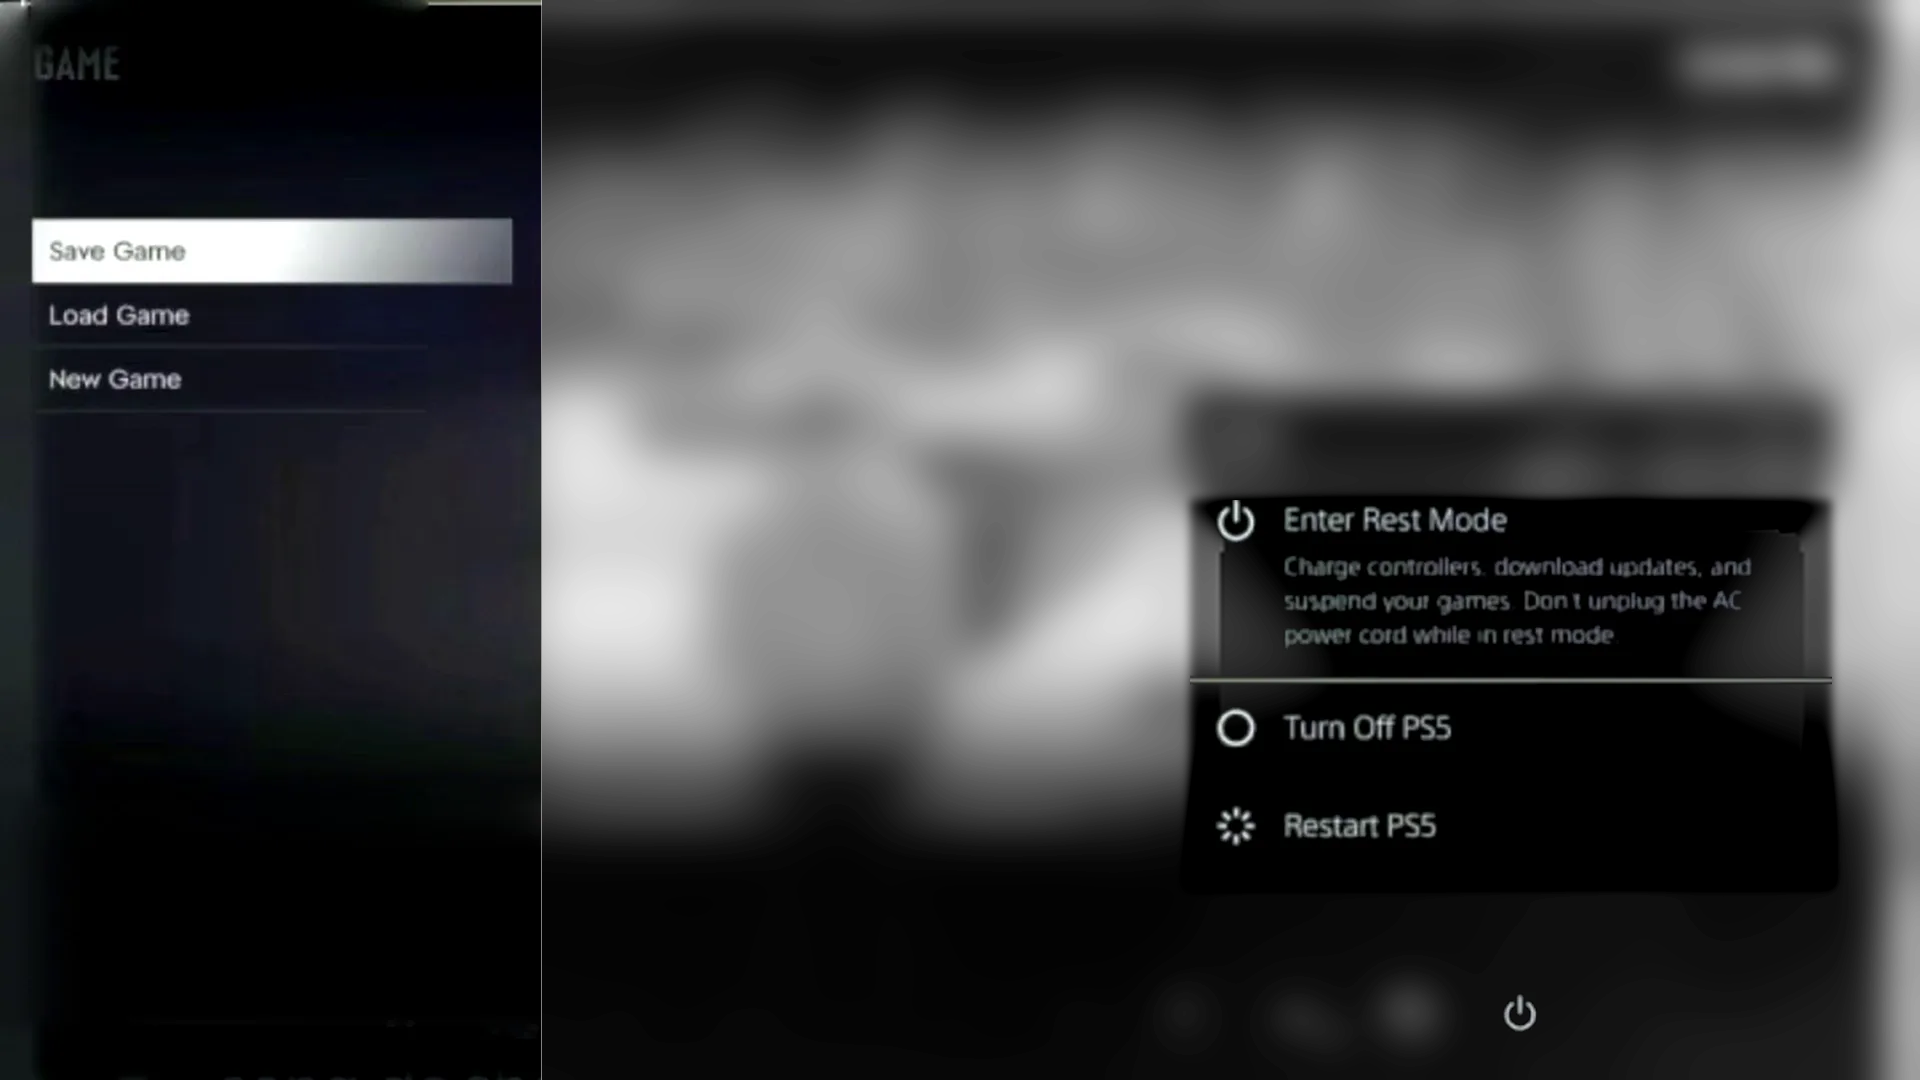 GAME
Save Game
Load Game
New Game
Enter Rest Mode
Charge controllers, download updates, and
suspend your games. Don't unplug the AC
power cord while in rest mode.
Turn Off PS5
Restart PS5